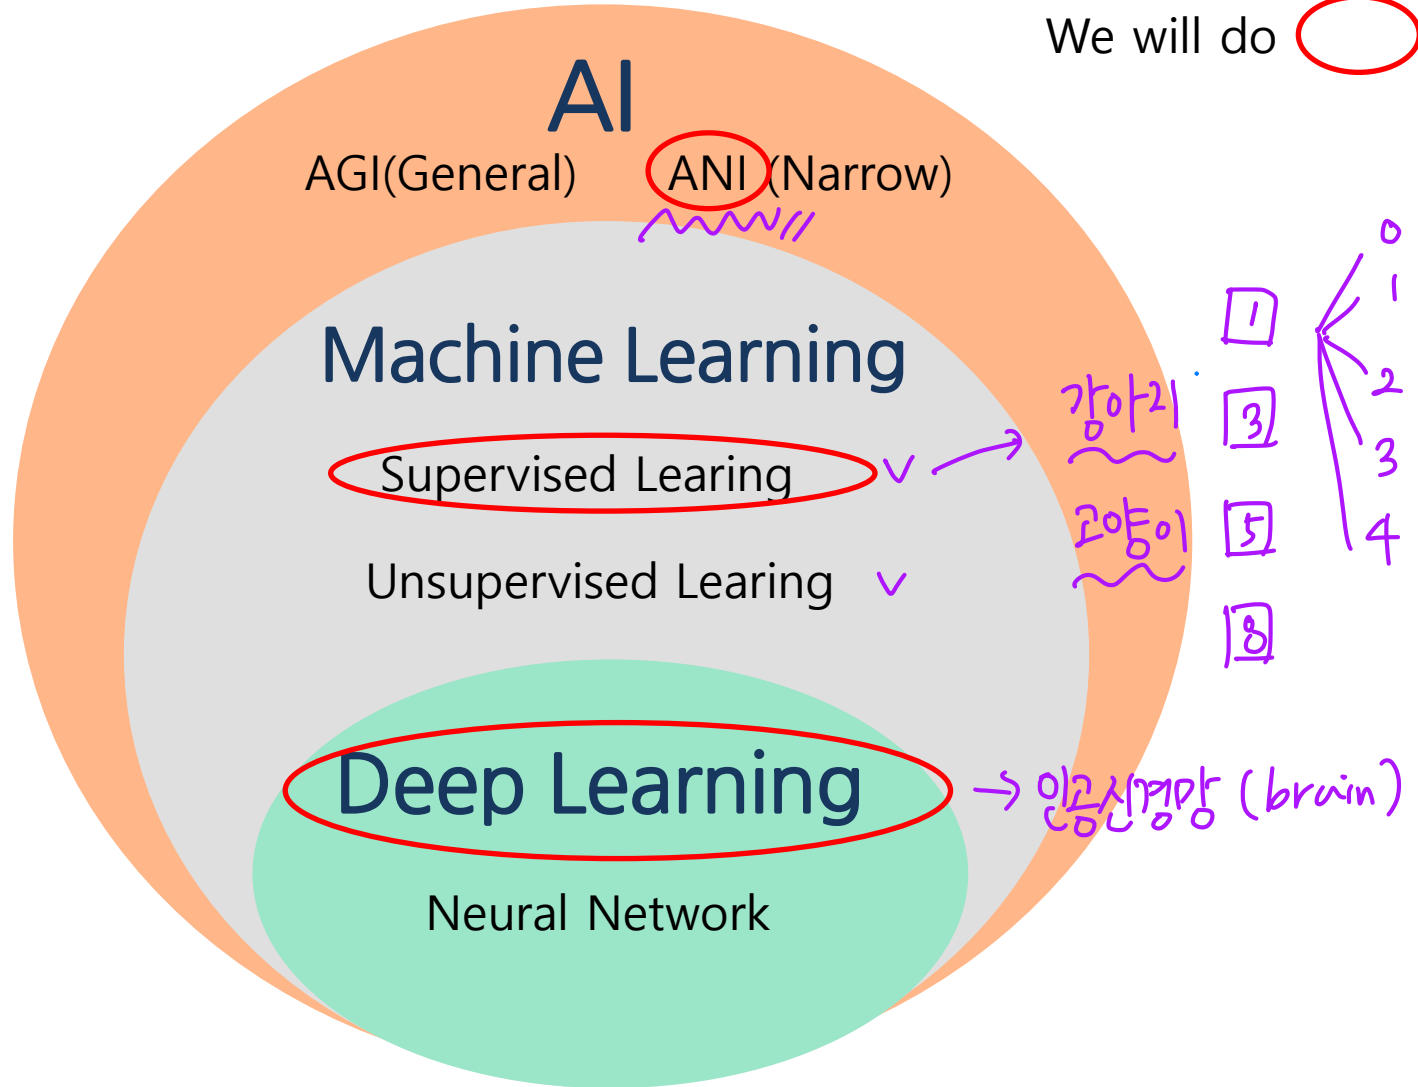 We will do
AI
AGI(General) ANI (Narrow)
Machine Learning
Supervised Learing
Unsupervised Learing
Deep Learning
Neural Network
강아리
고양이
1
3
5
8
0
1
2
3
4
→ 인공신경망 (brain)